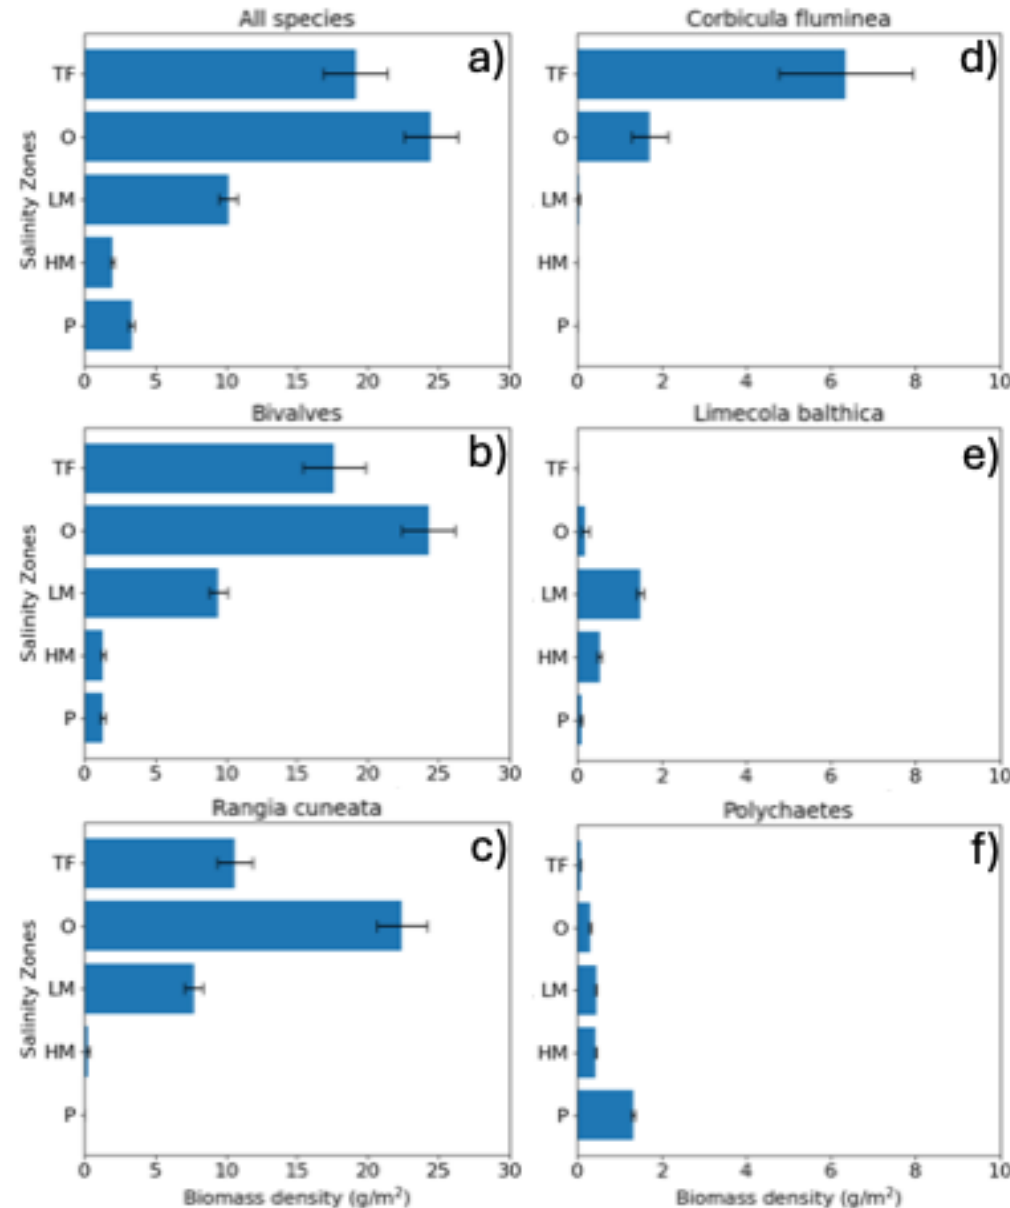 All species
a)
Salinity Zones
TF
O
LM
HM
P
0 5 10 15 20 25 30
Corbicula fluminea
d)
TF
O
LM
HM
P
0 2 4 6 8 10
Bivalves
b)
Salinity Zones
TF
O
LM
HM
P
0 5 10 15 20 25 30
Limecola balthica
e)
TF
O
LM
HM
P
0 2 4 6 8 10
Rangia cuneata
c)
Salinity Zones
TF
O
LM
HM
P
0 5 10 15 20 25 30
Biomass density (g/m²)
Polychaetes
f)
TF
O
LM
HM
P
0 2 4 6 8 10
Biomass density (g/m²)